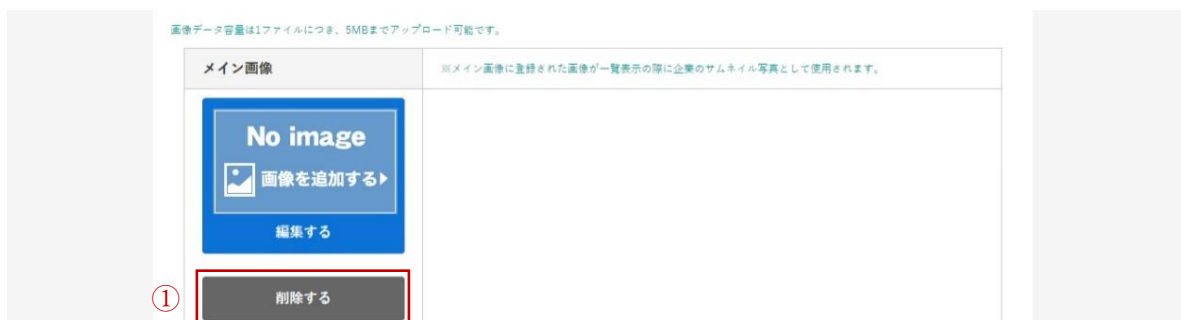 画像データ容量は1ファイルにつき、5MBまでアップロード可能です。
メイン画像
※メイン画像に登録された画像が一覧表示の際に企業のサムネイル写真として使用されます。
No image
画像を追加する▶
編集する
①
削除する